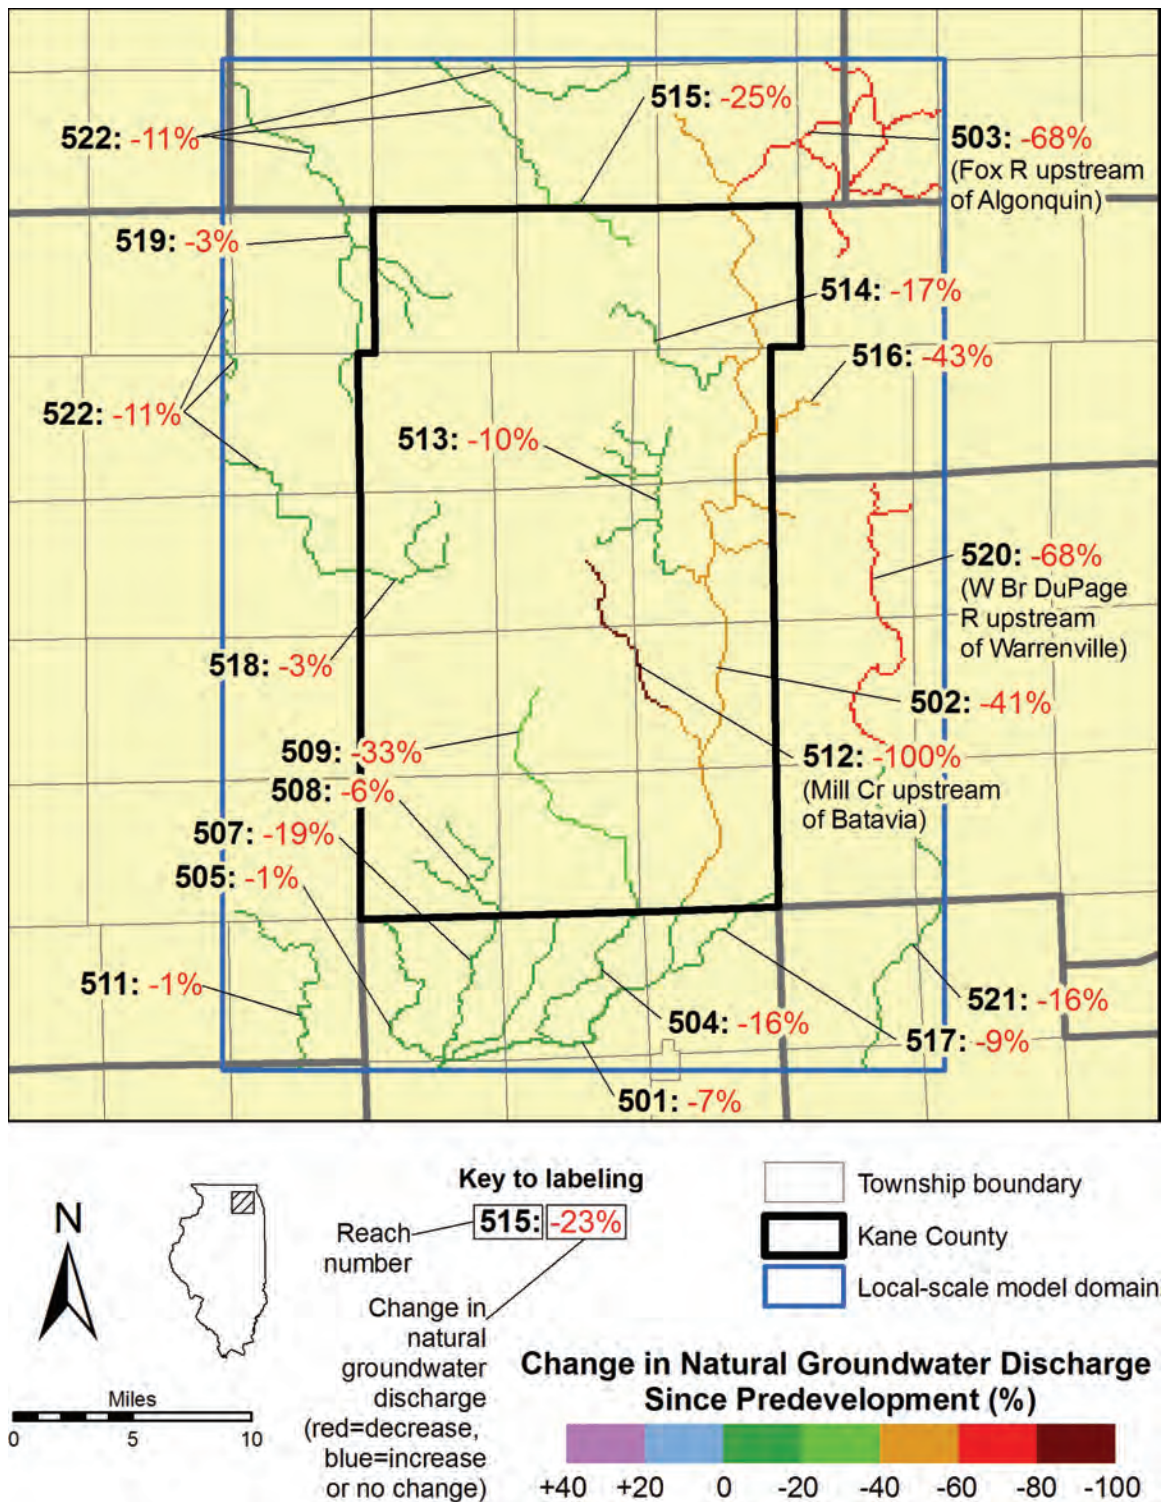 515: -25%
522: -11%
503: -68%
(Fox R upstream
of Algonquin)
519: -3%
514: -17%
516: -43%
522: -11%
513: -10%
520: -68%
(W Br DuPage
R upstream
of Warrenville)
518: -3%
502: -41%
509: -33%
512: -100%
(Mill Cr upstream
of Batavia)
508: -6%
507: -19%
505: -1%
511: -1%
521: -16%
504: -16%
517: -9%
501: -7%
Key to labeling
515: -23%
Reach
number
Change in
natural
groundwater
discharge
(red=decrease,
blue=increase
or no change)
N
Miles
0 5 10
Township boundary
Kane County
Local-scale model domain
Change in Natural Groundwater Discharge
Since Predevelopment (%)
+40 +20 0 -20 -40 -60 -80 -100